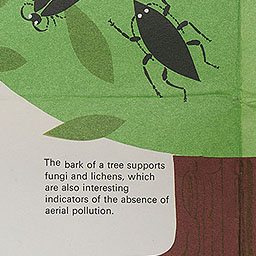 The bark of a tree supports
fungi and lichens, which
are also interesting
indicators of the absence of
aerial pollution.